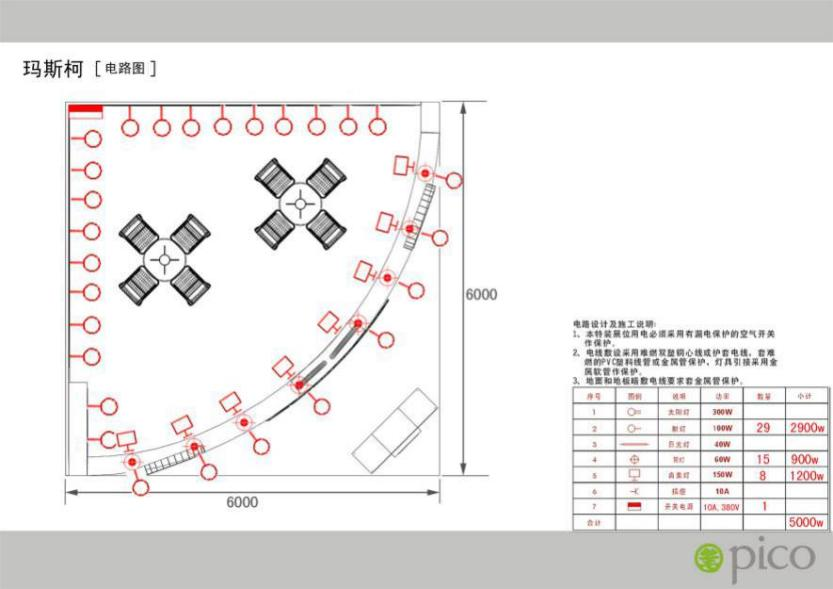 玛斯柯 [ 电路图 ]
6000
6000
电路设计及施工说明:
1、本特装展位用电必须采用有漏电保护的空气开关
作保护。
2、电线敷设采用难燃双塑铜心线或护套电线，套难
燃的PVC塑料线管或金属管保护，灯具引接采用金
属软管作保护。
3、地面和地板暗敷电线要求套金属管保护。
序号 图例 说明 功率 数量 小计
1 太阳灯 300W
2 射灯 100W 29 2900w
3 日光灯 40W
4 筒灯 60W 15 900w
5 卤素灯 150W 8 1200w
6 插座 10A
7 开关电源 10A, 380V 1
合计 5000w
pico